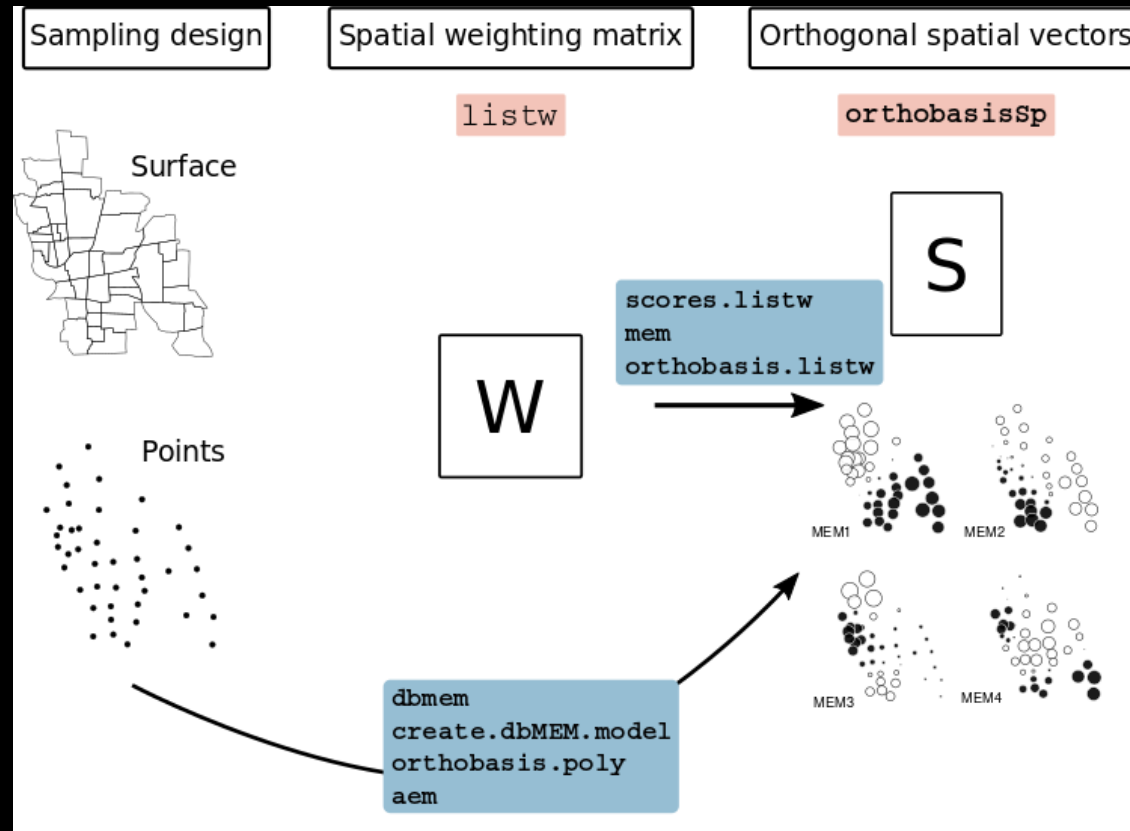 Sampling design
Spatial weighting matrix
Orthogonal spatial vectors
listw
orthobasisSp
Surface
S
scores.listw
mem
orthobasis.listw
W
Points
MEM1
MEM2
MEM3
MEM4
dbmem
create.dbMEM.model
orthobasis.poly
aem